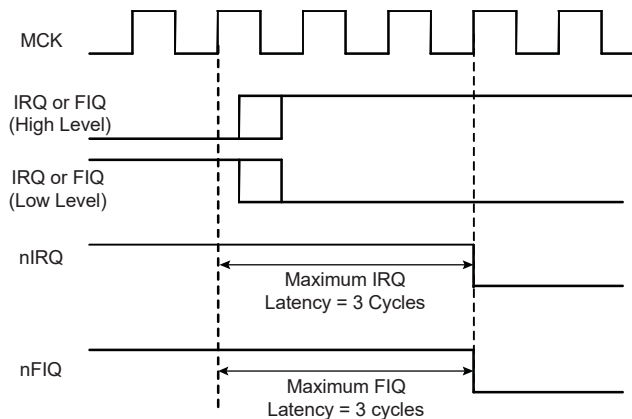 MCK
IRQ or FIQ
(High Level)
IRQ or FIQ
(Low Level)
nIRQ
Maximum IRQ
Latency = 3 Cycles
nFIQ
Maximum FIQ
Latency = 3 cycles